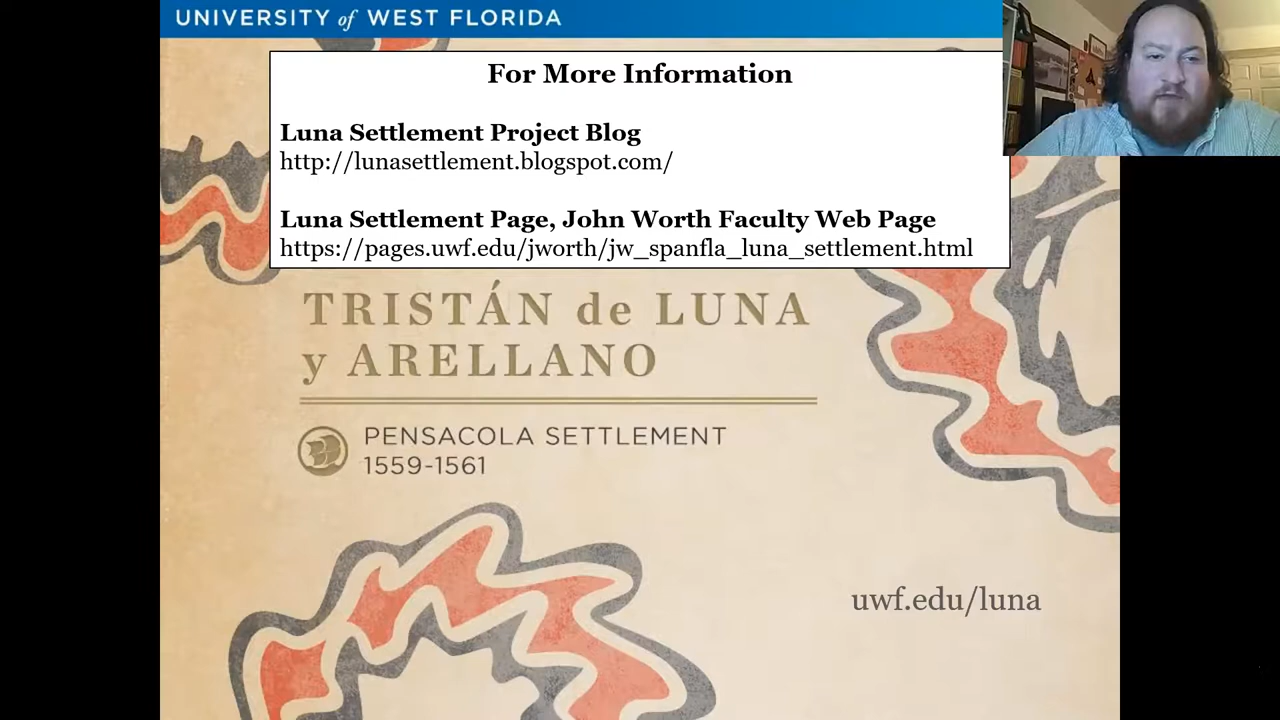 UNIVERSITY of WEST FLORIDA
For More Information
Luna Settlement Project Blog
http://lunasettlement.blogspot.com/
Luna Settlement Page, John Worth Faculty Web Page
https://pages.uwf.edu/jworth/jw_spanfla_luna_settlement.html
TRISTÁN de LUNA
y ARELLANO
PENSACOLA SETTLEMENT
1559-1561
uwf.edu/luna